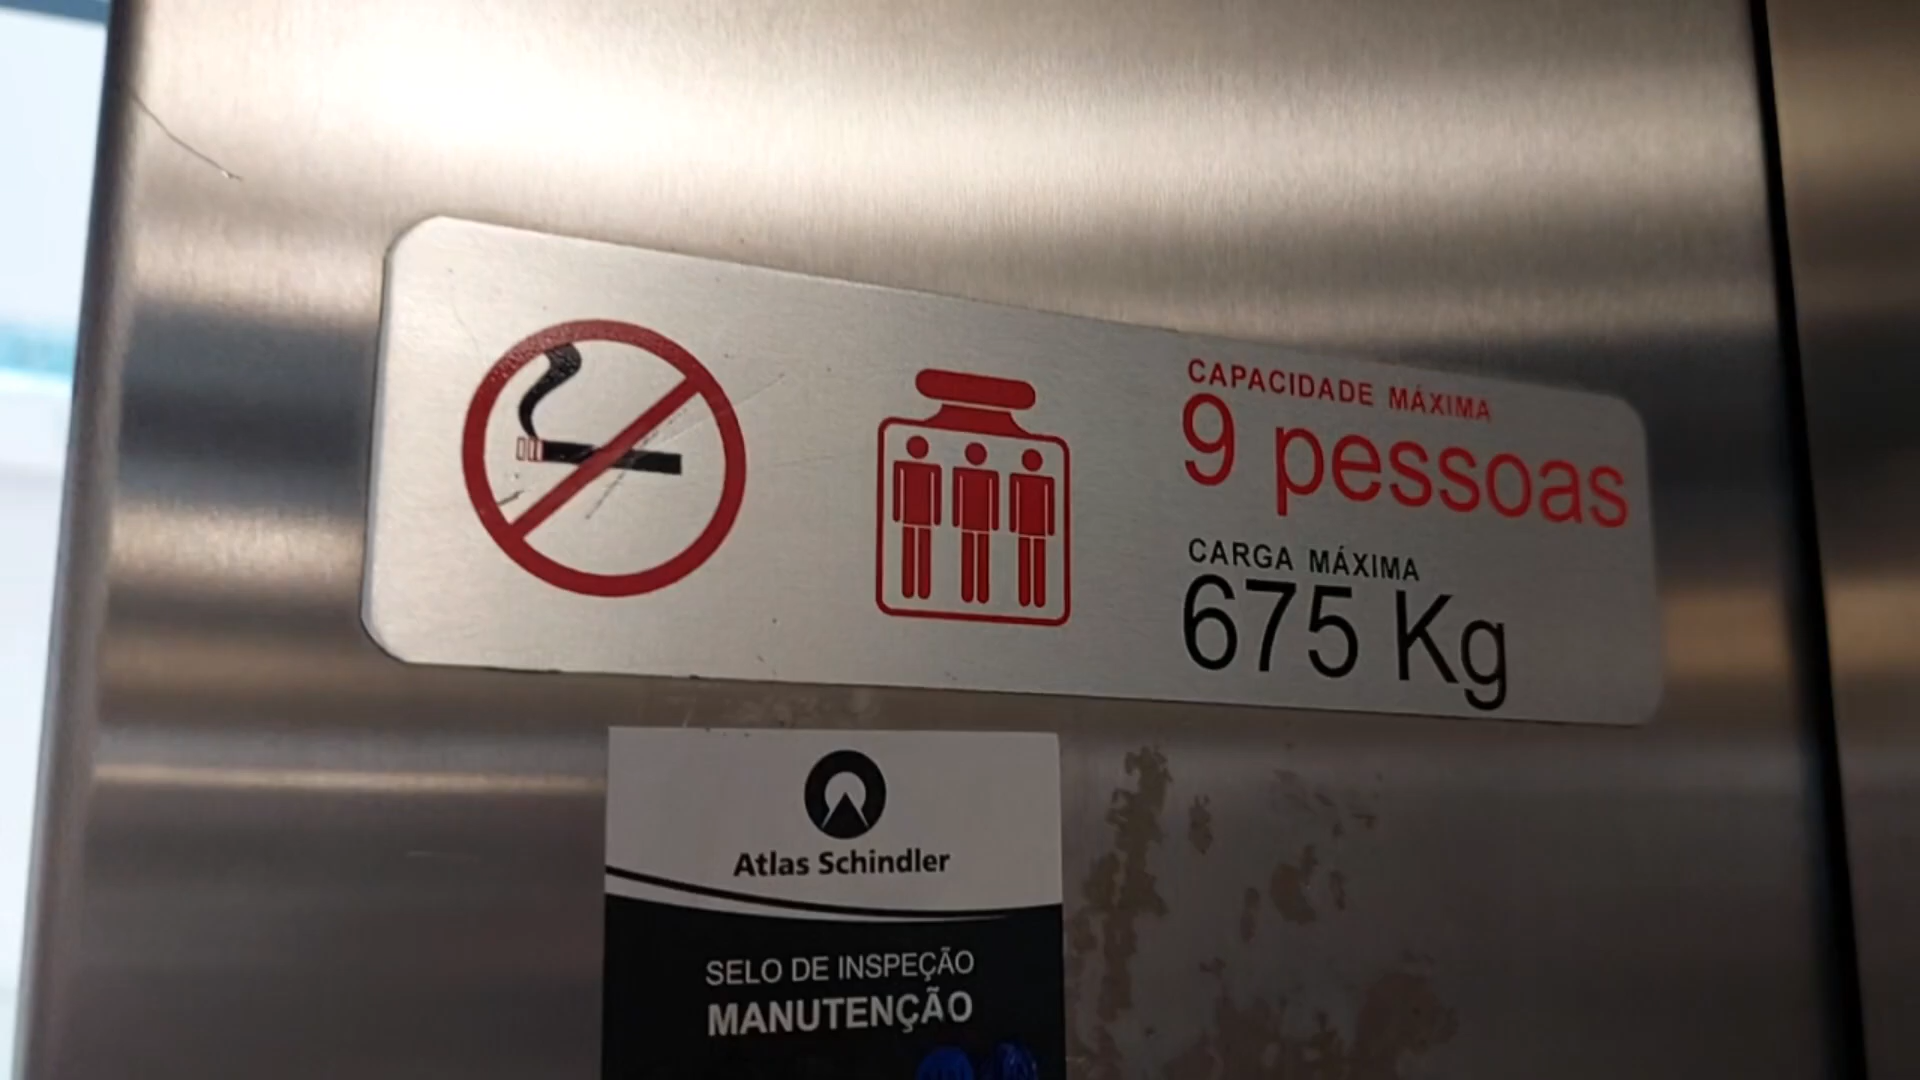 CAPACIDADE MÁXIMA
9 pessoas
CARGA MÁXIMA
675 Kg
Atlas Schindler
SELO DE INSPEÇÃO
MANUTENÇÃO